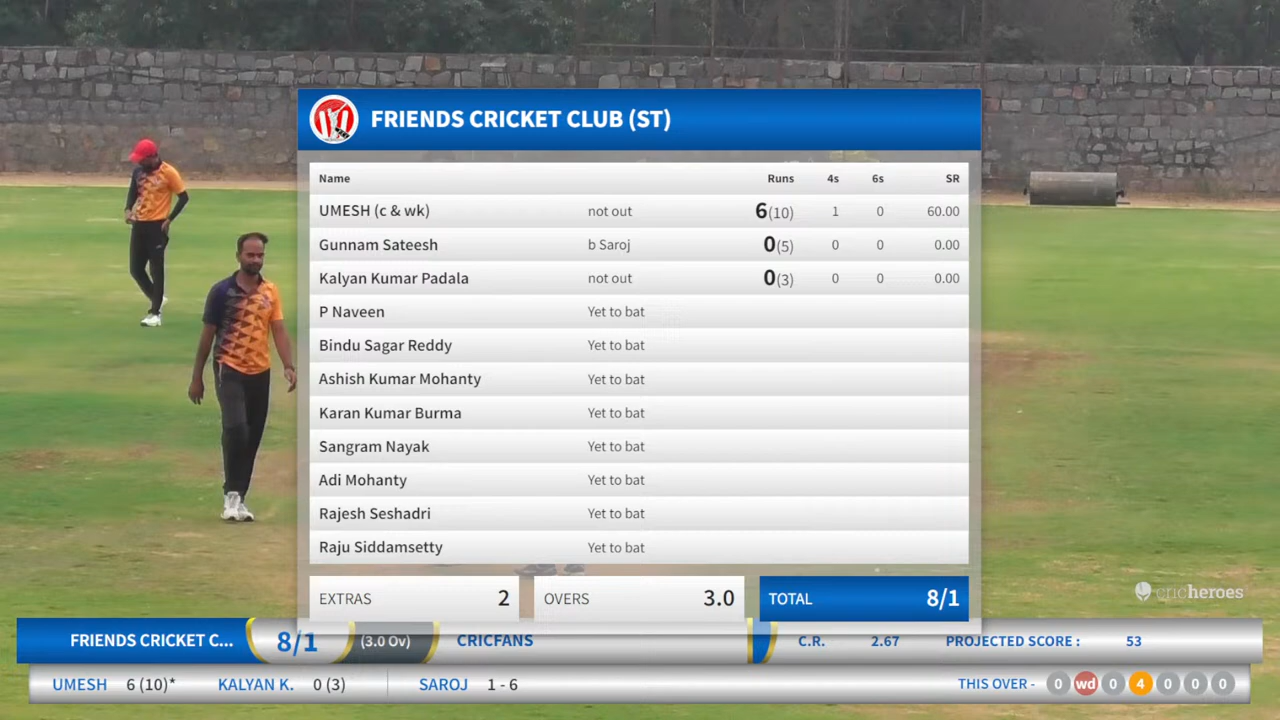 FRIENDS CRICKET CLUB (ST)
Name Runs 4s 6s SR
UMESH (c & wk) not out 6(10) 1 0 60.00
Gunnam Sateesh b Saroj 0(5) 0 0 0.00
Kalyan Kumar Padala not out 0(3) 0 0 0.00
P Naveen Yet to bat
Bindu Sagar Reddy Yet to bat
Ashish Kumar Mohanty Yet to bat
Karan Kumar Burma Yet to bat
Sangram Nayak Yet to bat
Adi Mohanty Yet to bat
Rajesh Seshadri Yet to bat
Raju Siddamsetty Yet to bat
EXTRAS 2 OVERS 3.0 TOTAL 8/1
cricheroes
FRIENDS CRICKET C... 8/1 (3.0 Ov) CRICFANS C.R. 2.67 PROJECTED SCORE : 53
UMESH 6 (10)* KALYAN K. 0 (3) SAROJ 1 - 6 THIS OVER - 0 wd 0 4 0 0 0